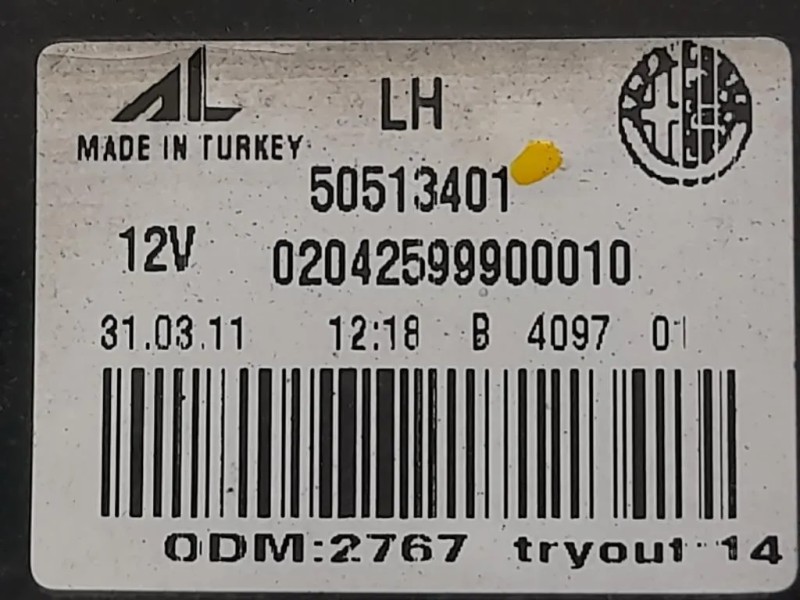 AL LH
MADE IN TURKEY
50513401
12V 02042599900010
31.03.11 12:18 B 4097 01
ODM:2767 tryout 14